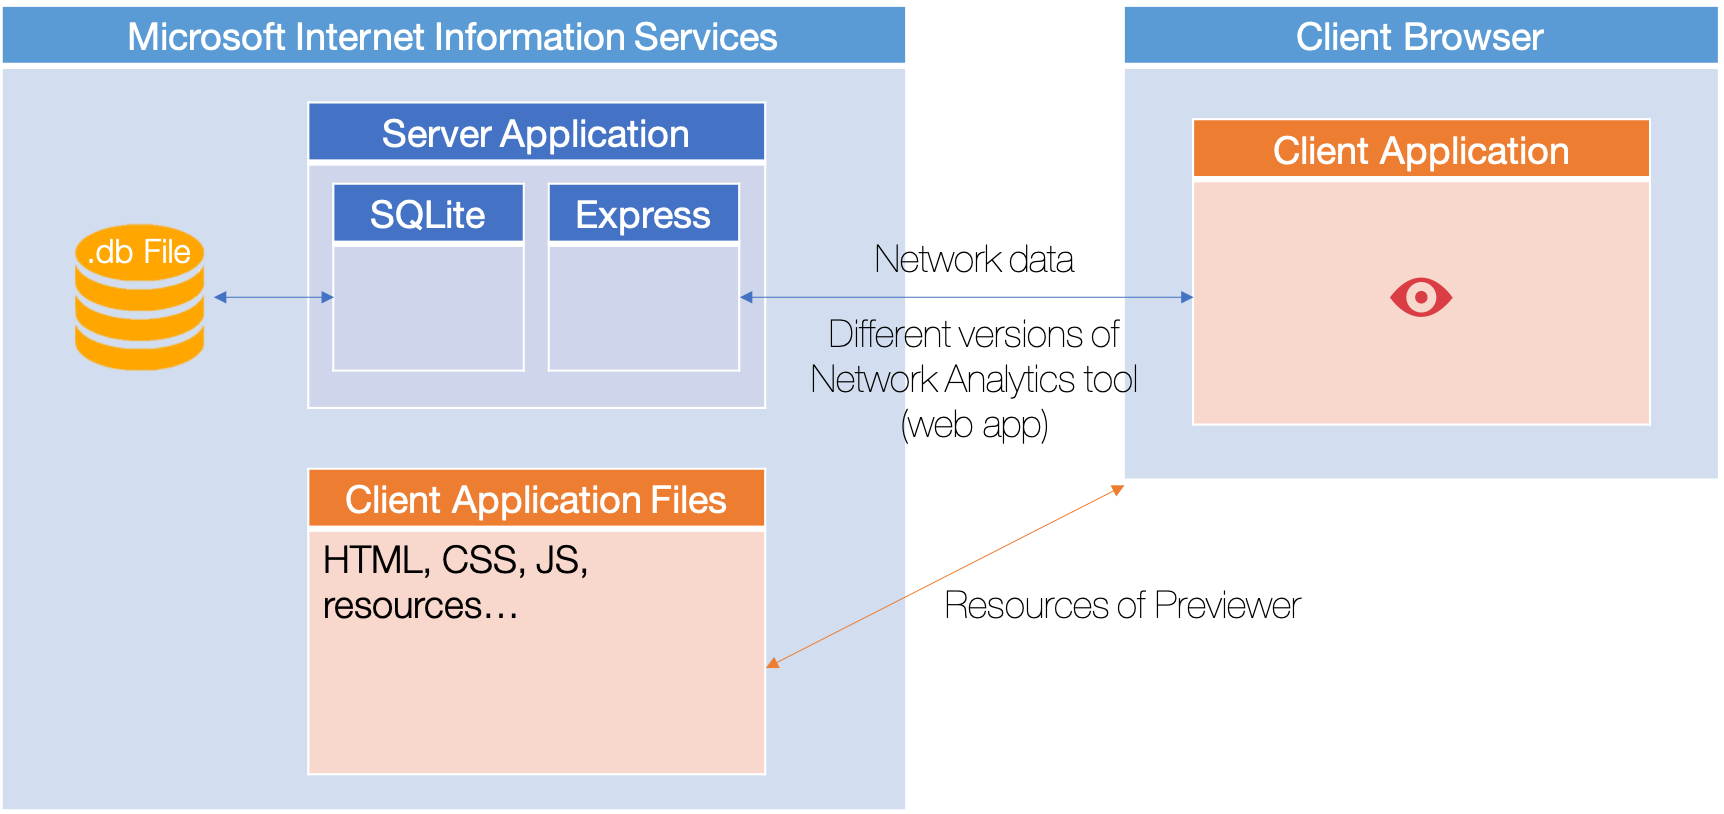 Microsoft Internet Information Services
Client Browser
Server Application
Client Application
SQLite
Express
.db File
Network data
Different versions of
Network Analytics tool
(web app)
Client Application Files
HTML, CSS, JS,
resources…
Resources of Previewer